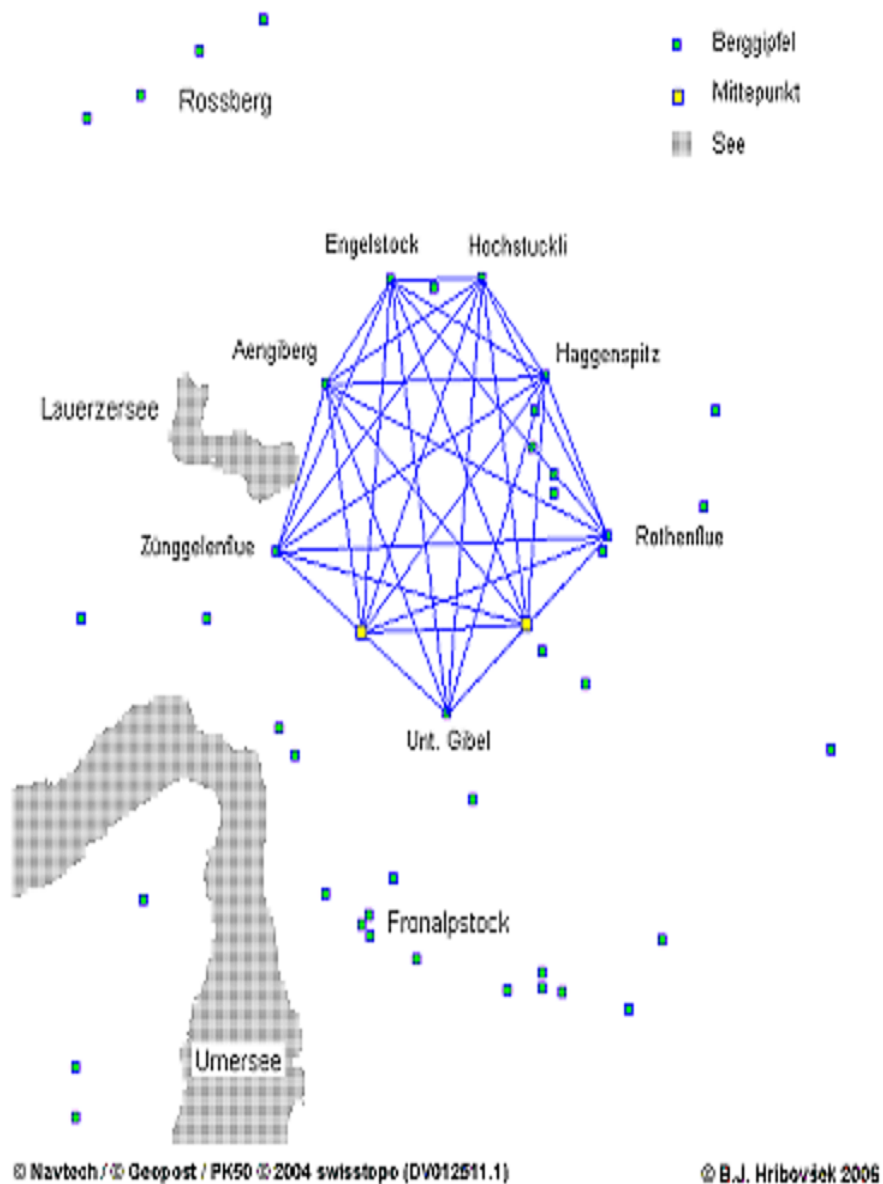 Berggipfel
Rossberg
Mittepunkt
See
Engelstock
Hochstuckli
Aengiberg
Haggenspitz
Lauerzersee
Zünggelenflue
Rothenflue
Unt. Gibel
Fronalpstock
Urnersee
© Navtech / © Geopost / PK50 © 2004 swisstopo (DV012511.1)
© B.J. Hribovšek 2006